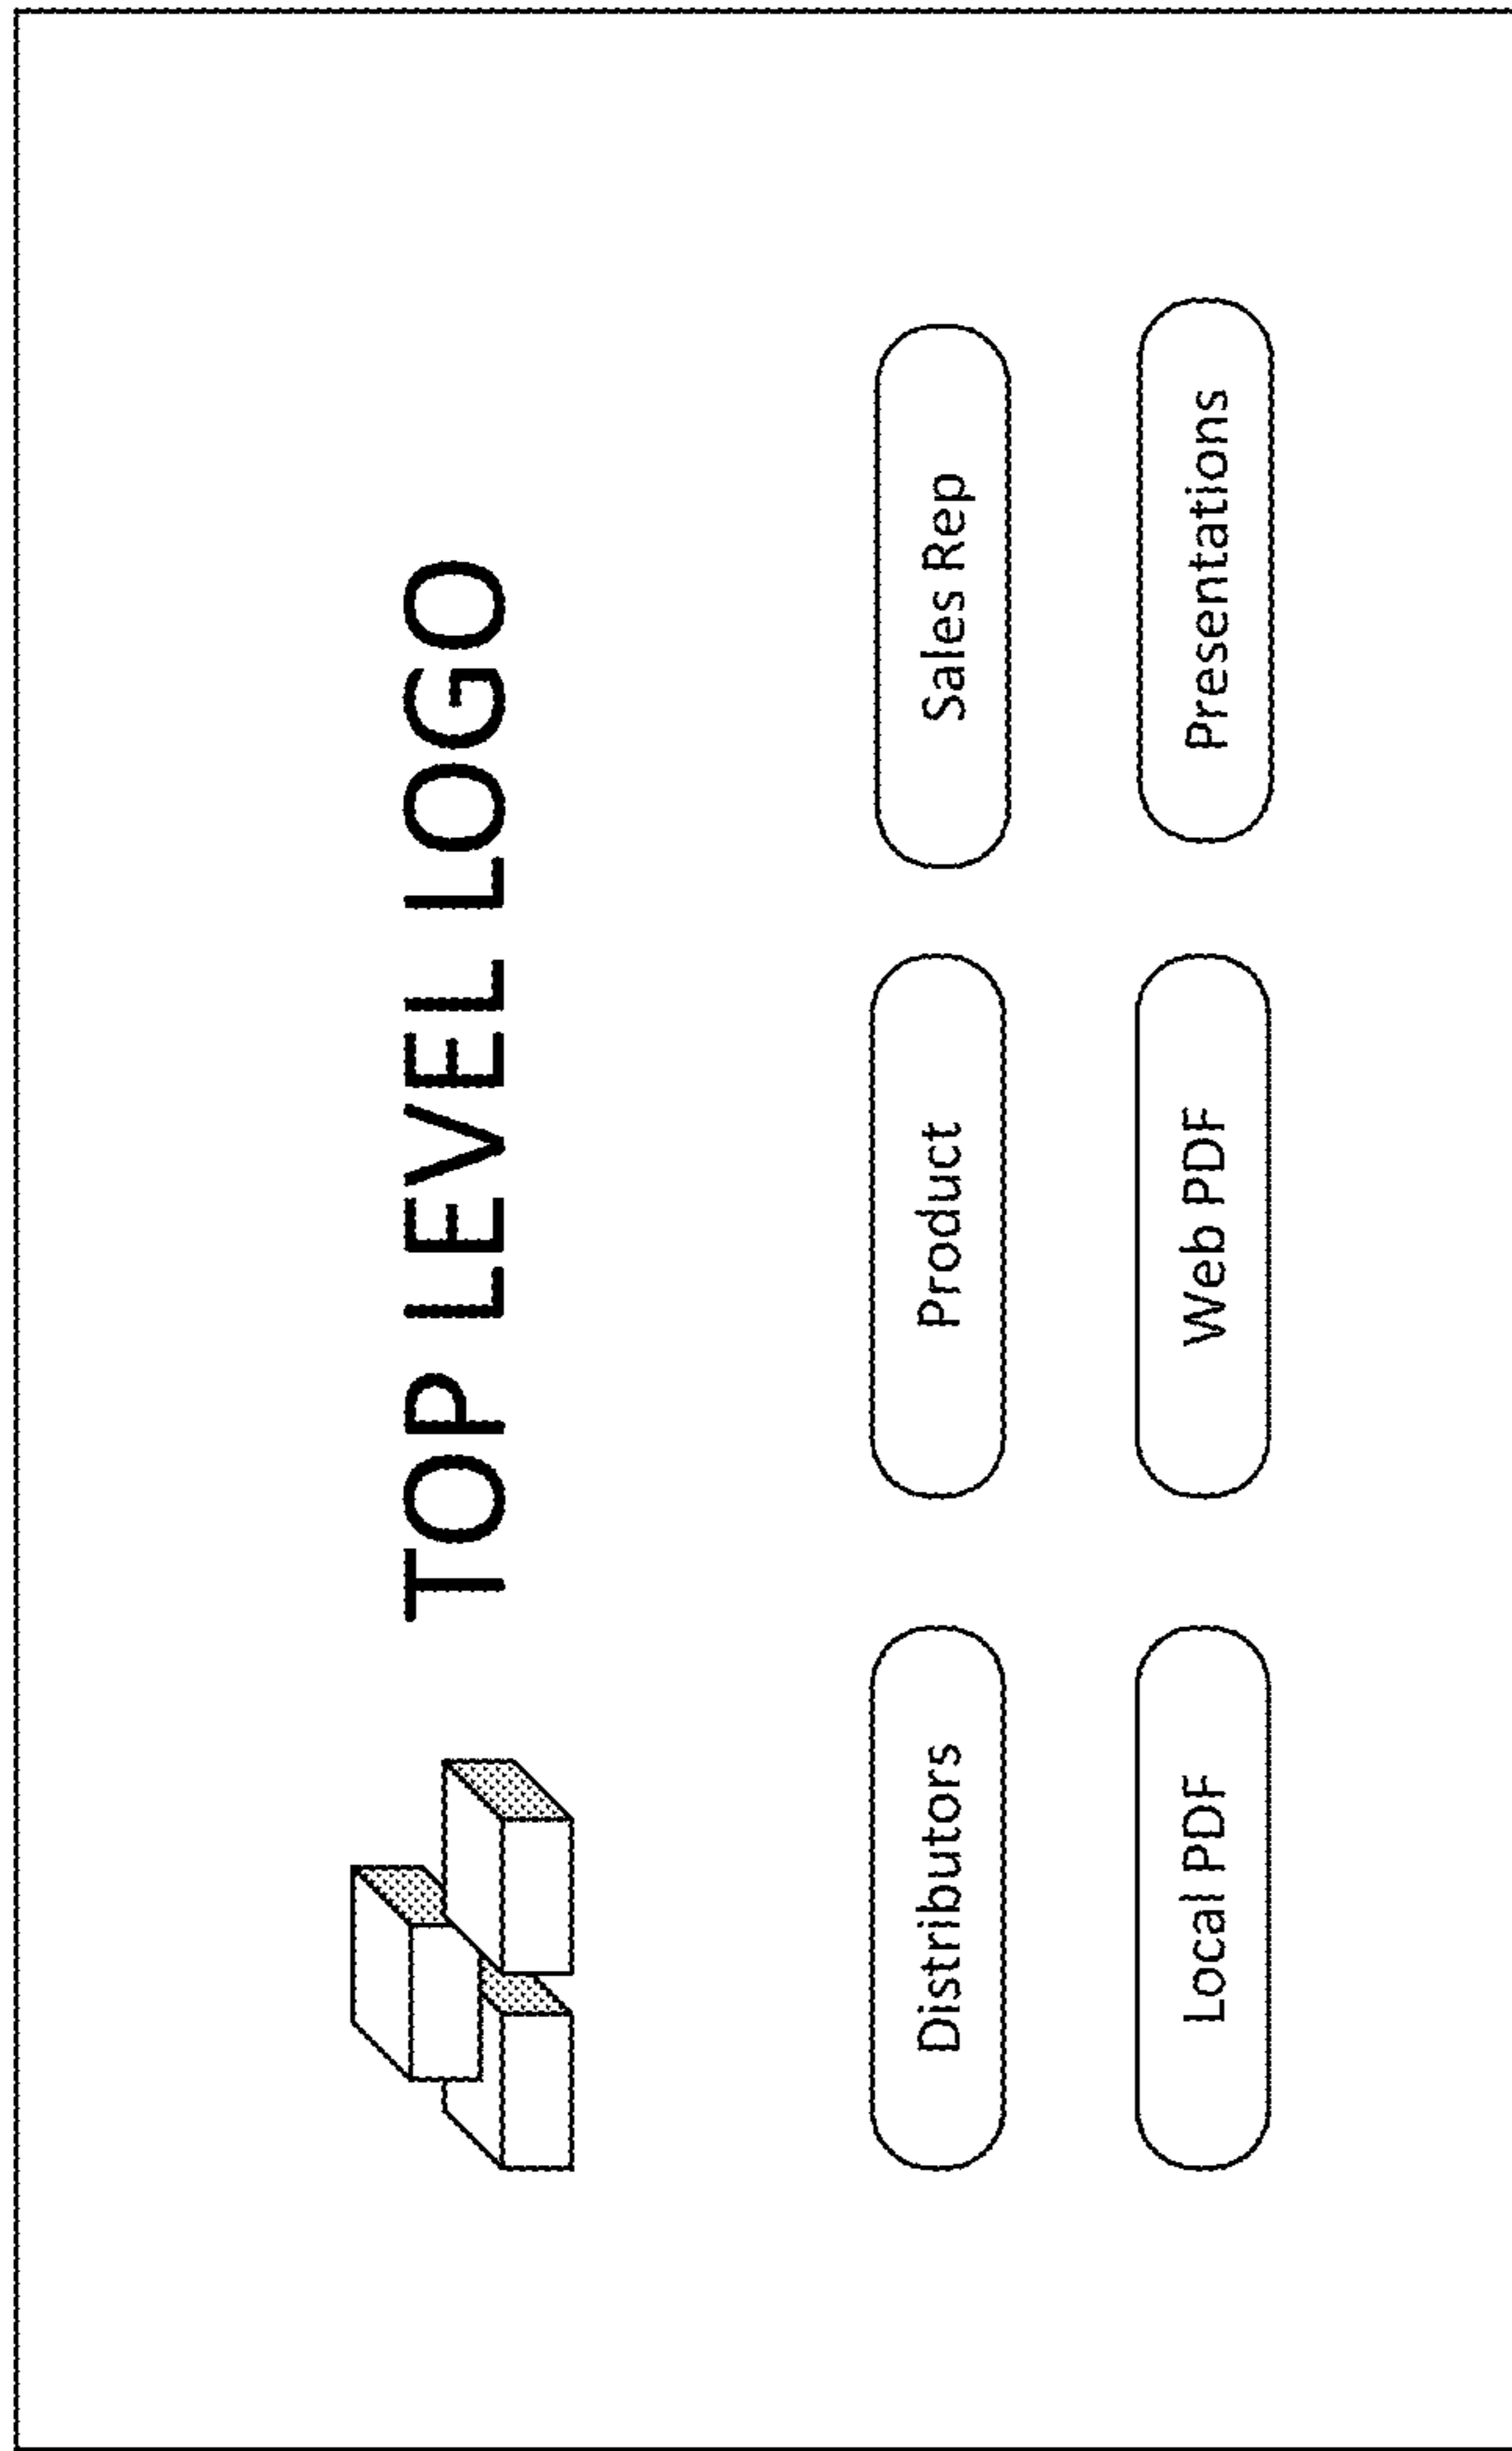 TOP LEVEL LOGO
Distributors Product Sales Rep
Local PDF Web PDF Presentations